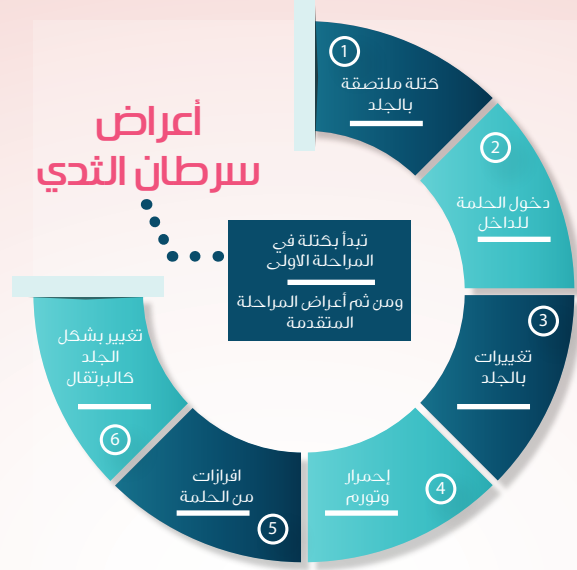 أعراض
سرطان الثدي
تبدأ بكتلة في
المراحلة الاولى
ومن ثم أعراض المراحلة
المتقدمة
1
كتلة ملتصقة
بالجلد
2
دخول الحلمة
للداخل
3
تغييرات
بالجلد
4
إحمرار
وتورم
5
افرازات
من الحلمة
6
تغيير بشكل
الجلد
كالبرتقال